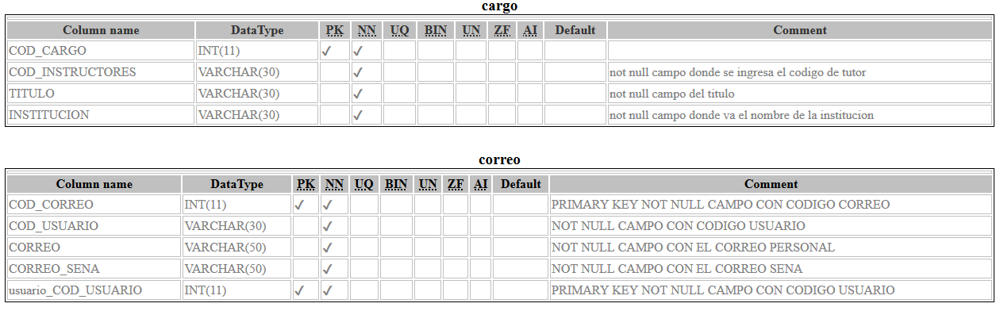 cargo
Column name DataType PK NN UQ BIN UN ZF AI Default Comment
COD_CARGO INT(11) ✓ ✓
COD_INSTRUCTORES VARCHAR(30) ✓ not null campo donde se ingresa el codigo de tutor
TITULO VARCHAR(30) ✓ not null campo del titulo
INSTITUCION VARCHAR(30) ✓ not null campo donde va el nombre de la institucion
correo
Column name DataType PK NN UQ BIN UN ZF AI Default Comment
COD_CORREO INT(11) ✓ ✓ PRIMARY KEY NOT NULL CAMPO CON CODIGO CORREO
COD_USUARIO VARCHAR(30) ✓ NOT NULL CAMPO CON CODIGO USUARIO
CORREO VARCHAR(50) ✓ NOT NULL CAMPO CON EL CORREO PERSONAL
CORREO_SENA VARCHAR(50) ✓ NOT NULL CAMPO CON EL CORREO SENA
usuario_COD_USUARIO INT(11) ✓ ✓ PRIMARY KEY NOT NULL CAMPO CON CODIGO USUARIO